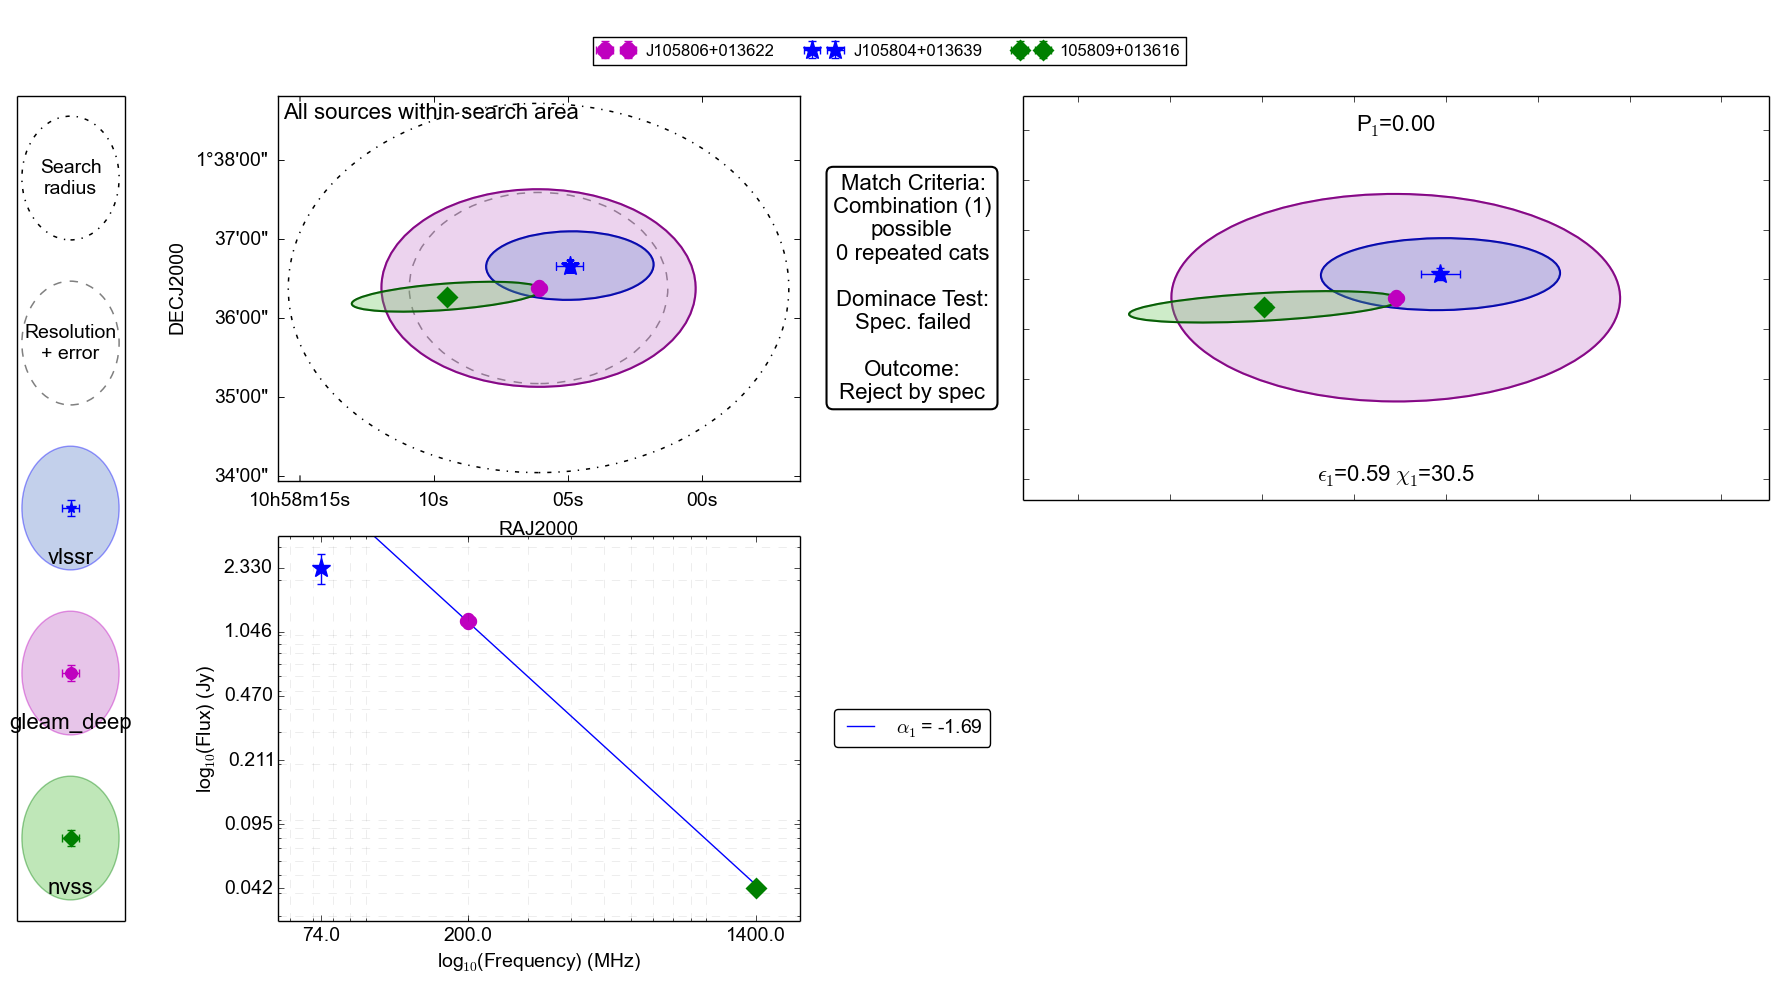 J105806+013622 J105804+013639 105809+013616
Search
radius
Resolution
+ error
vlssr
gleam_deep
nvss
All sources within search area
DECJ2000
1°38'00"
37'00"
36'00"
35'00"
34'00"
10h58m15s 10s 05s 00s
RAJ2000
Match Criteria:
Combination (1)
possible
0 repeated cats
Dominace Test:
Spec. failed
Outcome:
Reject by spec
P₁=0.00
ϵ₁=0.59 χ₁=30.5
log₁₀(Flux) (Jy)
2.330
1.046
0.470
0.211
0.095
0.042
74.0 200.0 1400.0
log₁₀(Frequency) (MHz)
α₁ = -1.69